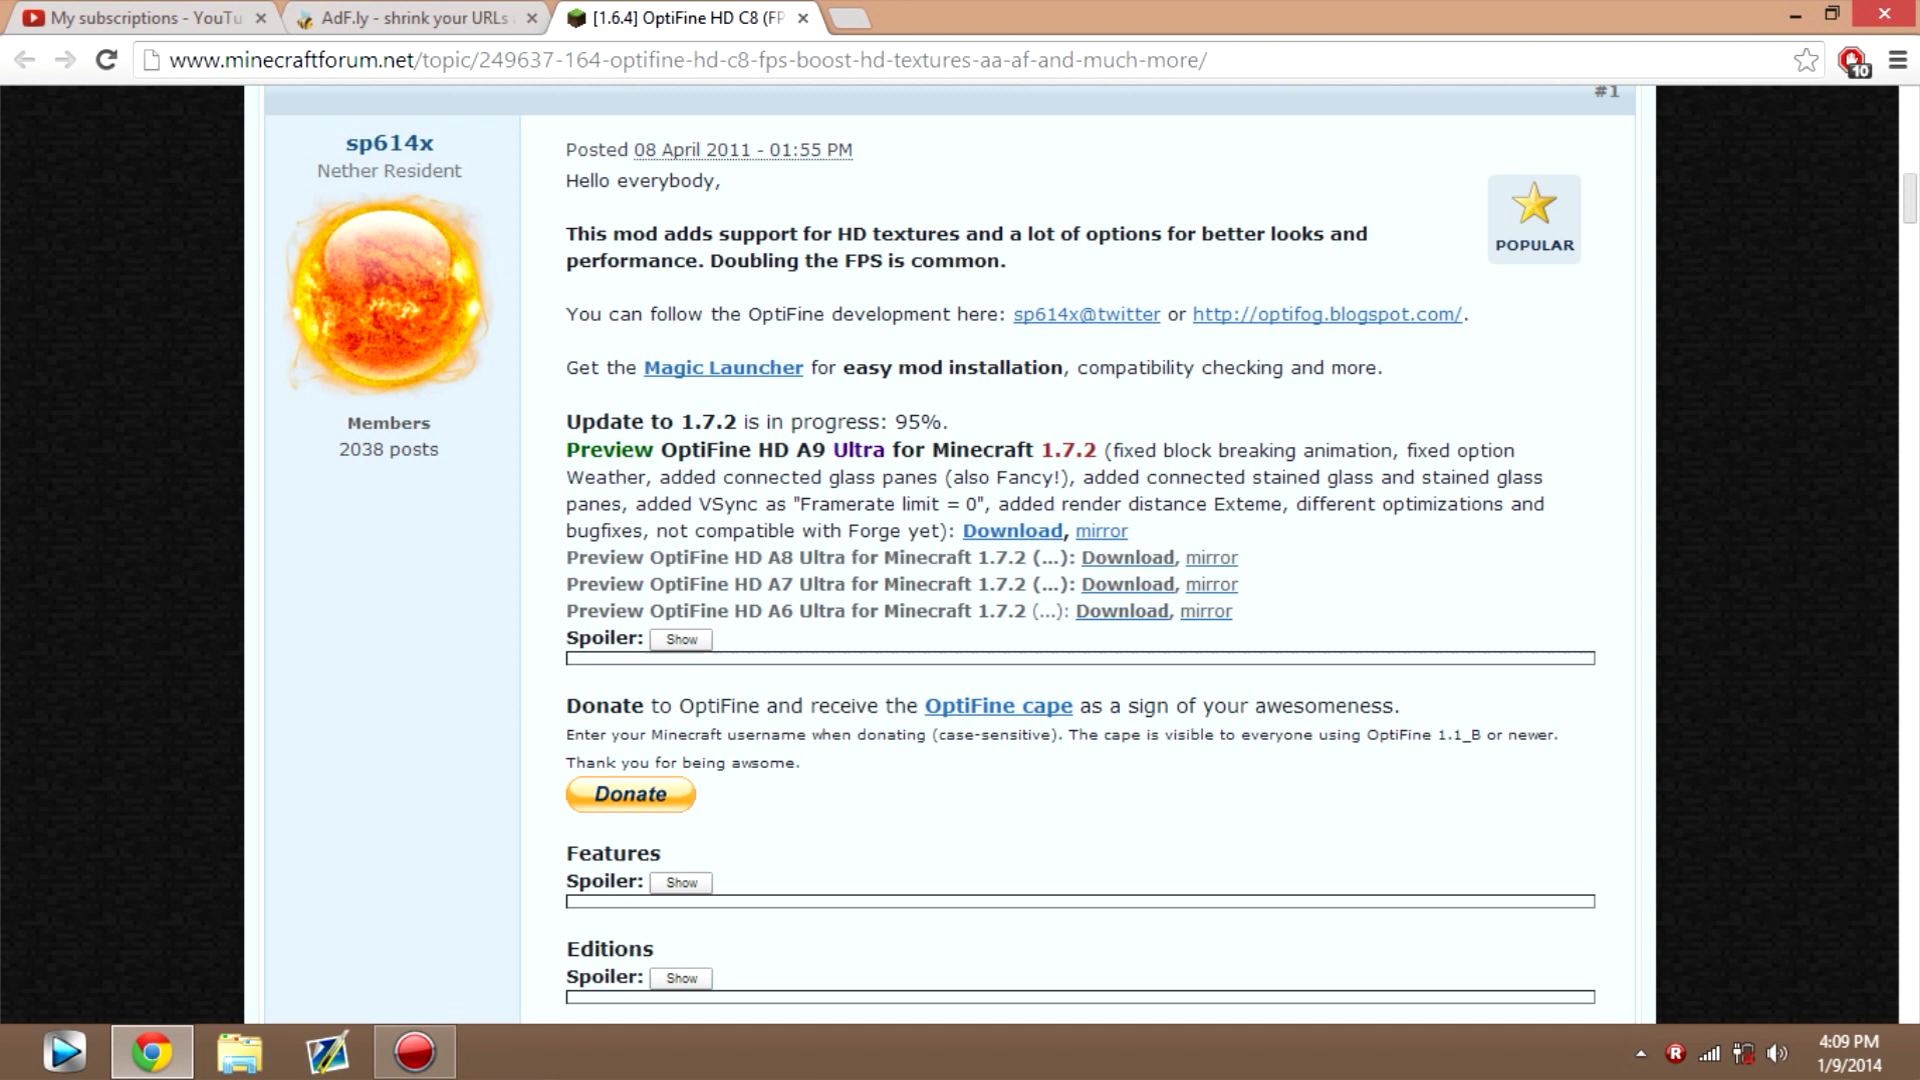 My subscriptions - YouTu
AdF.ly - shrink your URLs
[1.6.4] OptiFine HD C8 (FP
www.minecraftforum.net/topic/249637-164-optifine-hd-c8-fps-boost-hd-textures-aa-af-and-much-more/
10
#1
sp614x
Nether Resident
Members
2038 posts
Posted 08 April 2011 - 01:55 PM
Hello everybody,
POPULAR
This mod adds support for HD textures and a lot of options for better looks and
performance. Doubling the FPS is common.
You can follow the OptiFine development here: sp614x@twitter or http://optifog.blogspot.com/.
Get the Magic Launcher for easy mod installation, compatibility checking and more.
Update to 1.7.2 is in progress: 95%.
Preview OptiFine HD A9 Ultra for Minecraft 1.7.2 (fixed block breaking animation, fixed option
Weather, added connected glass panes (also Fancy!), added connected stained glass and stained glass
panes, added VSync as "Framerate limit = 0", added render distance Exteme, different optimizations and
bugfixes, not compatible with Forge yet): Download, mirror
Preview OptiFine HD A8 Ultra for Minecraft 1.7.2 (...): Download, mirror
Preview OptiFine HD A7 Ultra for Minecraft 1.7.2 (...): Download, mirror
Preview OptiFine HD A6 Ultra for Minecraft 1.7.2 (...): Download, mirror
Spoiler: Show
Donate to OptiFine and receive the OptiFine cape as a sign of your awesomeness.
Enter your Minecraft username when donating (case-sensitive). The cape is visible to everyone using OptiFine 1.1_B or newer.
Thank you for being awsome.
Donate
Features
Spoiler: Show
Editions
Spoiler: Show
R
4:09 PM
1/9/2014